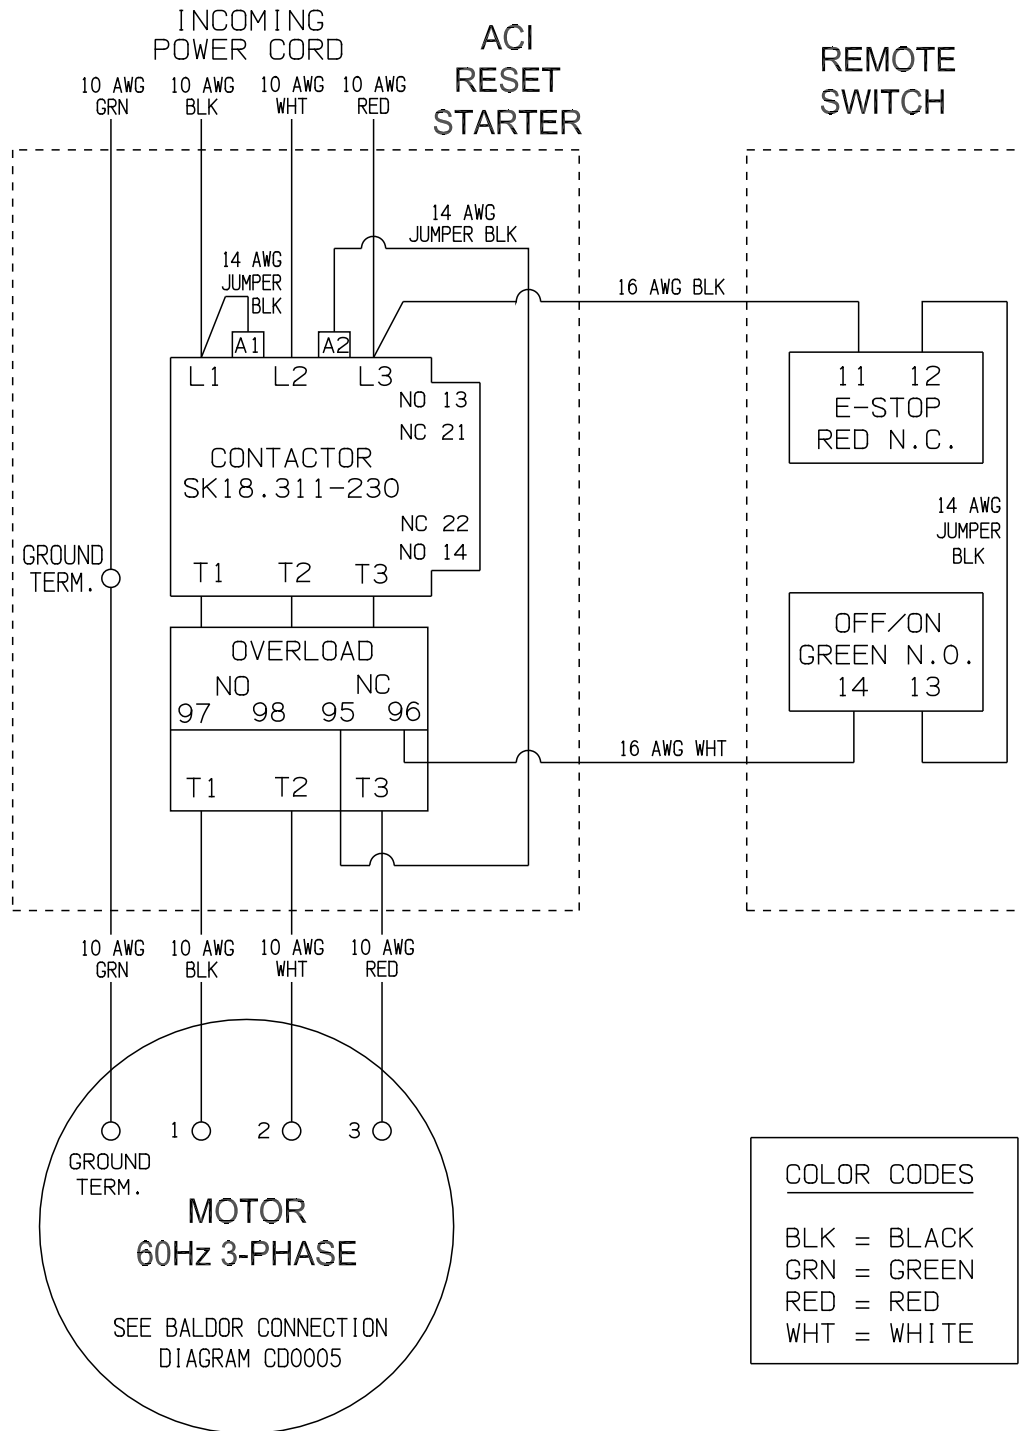 INCOMING
POWER CORD
ACI
RESET
STARTER
REMOTE
SWITCH
10 AWG
GRN
10 AWG
BLK
10 AWG
WHT
10 AWG
RED
14 AWG
JUMPER BLK
14 AWG
JUMPER
BLK
16 AWG BLK
A1
A2
L1
L2
L3
NO 13
NC 21
CONTACTOR
SK18.311-230
NC 22
NO 14
T1
T2
T3
11
12
E-STOP
RED N.C.
14 AWG
JUMPER
BLK
GROUND
TERM.
OVERLOAD
NO
NC
97
98
95
96
T1
T2
T3
OFF/ON
GREEN N.O.
14
13
16 AWG WHT
10 AWG
GRN
10 AWG
BLK
10 AWG
WHT
10 AWG
RED
1
2
3
GROUND
TERM.
MOTOR
60Hz 3-PHASE
SEE BALDOR CONNECTION
DIAGRAM CD0005
COLOR CODES
BLK = BLACK
GRN = GREEN
RED = RED
WHT = WHITE